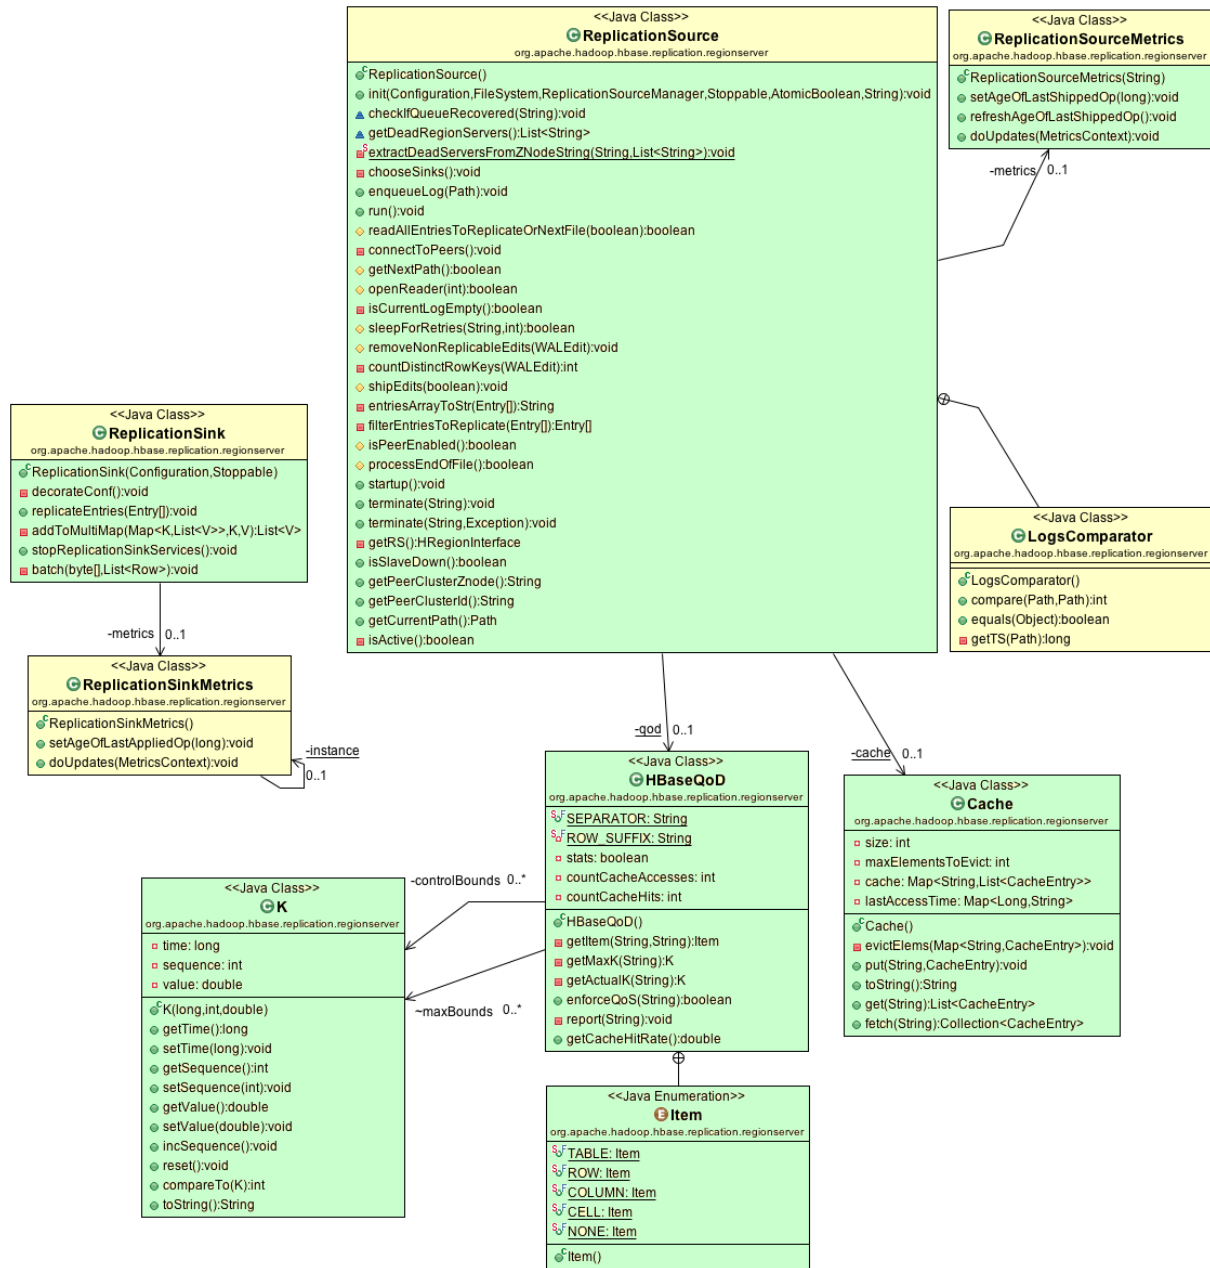 <<Java Class>>
ReplicationSource
org.apache.hadoop.hbase.replication.regionserver
ReplicationSource()
init(Configuration,FileSystem,ReplicationSourceManager,Stoppable,AtomicBoolean,String):void
checkIfQueueRecovered(String):void
getDeadRegionServers():List<String>
extractDeadServersFromZNodeString(String,List<String>):void
chooseSinks():void
enqueueLog(Path):void
run():void
readAllEntriesToReplicateOrNextFile(boolean):boolean
connectToPeers():void
getNextPath():boolean
openReader(int):boolean
isCurrentLogEmpty():boolean
sleepForRetries(String,int):boolean
removeNonReplicableEdits(WALEdit):void
countDistinctRowKeys(WALEdit):int
shipEdits(boolean):void
entriesArrayToStr(Entry[]):String
filterEntriesToReplicate(Entry[]):Entry[]
isPeerEnabled():boolean
processEndOfFile():boolean
startup():void
terminate(String):void
terminate(String,Exception):void
getRS():HRegionInterface
isSlaveDown():boolean
getPeerClusterZnode():String
getPeerClusterId():String
getCurrentPath():Path
isActive():boolean
<<Java Class>>
ReplicationSourceMetrics
org.apache.hadoop.hbase.replication.regionserver
ReplicationSourceMetrics(String)
setAgeOfLastShippedOp(long):void
refreshAgeOfLastShippedOp():void
doUpdates(MetricsContext):void
-metrics 0..1
<<Java Class>>
ReplicationSink
org.apache.hadoop.hbase.replication.regionserver
ReplicationSink(Configuration,Stoppable)
decorateConf():void
replicateEntries(Entry[]):void
addToMultiMap(Map<K,List<V>>,K,V):List<V>
stopReplicationSinkServices():void
batch(byte[],List<Row>):void
-metrics 0..1
<<Java Class>>
LogsComparator
org.apache.hadoop.hbase.replication.regionserver
LogsComparator()
compare(Path,Path):int
equals(Object):boolean
getTS(Path):long
<<Java Class>>
ReplicationSinkMetrics
org.apache.hadoop.hbase.replication.regionserver
ReplicationSinkMetrics()
setAgeOfLastAppliedOp(long):void
doUpdates(MetricsContext):void
-instance
0..1
-qod 0..1
-cache 0..1
<<Java Class>>
HBaseQoD
org.apache.hadoop.hbase.replication.regionserver
SEPARATOR: String
ROW_SUFFIX: String
stats: boolean
countCacheAccesses: int
countCacheHits: int
HBaseQoD()
getItem(String,String):Item
getMaxK(String):K
getActualK(String):K
enforceQoS(String):boolean
report(String):void
getCacheHitRate():double
<<Java Class>>
Cache
org.apache.hadoop.hbase.replication.regionserver
size: int
maxElementsToEvict: int
cache: Map<String,List<CacheEntry>>
lastAccessTime: Map<Long,String>
Cache()
evictElems(Map<String,CacheEntry>):void
put(String,CacheEntry):void
toString():String
get(String):List<CacheEntry>
fetch(String):Collection<CacheEntry>
-controlBounds 0..*
~maxBounds 0..*
<<Java Class>>
K
org.apache.hadoop.hbase.replication.regionserver
time: long
sequence: int
value: double
K(long,int,double)
getTime():long
setTime(long):void
getSequence():int
setSequence(int):void
getValue():double
setValue(double):void
incSequence():void
reset():void
compareTo(K):int
toString():String
<<Java Enumeration>>
Item
org.apache.hadoop.hbase.replication.regionserver
TABLE: Item
ROW: Item
COLUMN: Item
CELL: Item
NONE: Item
Item()